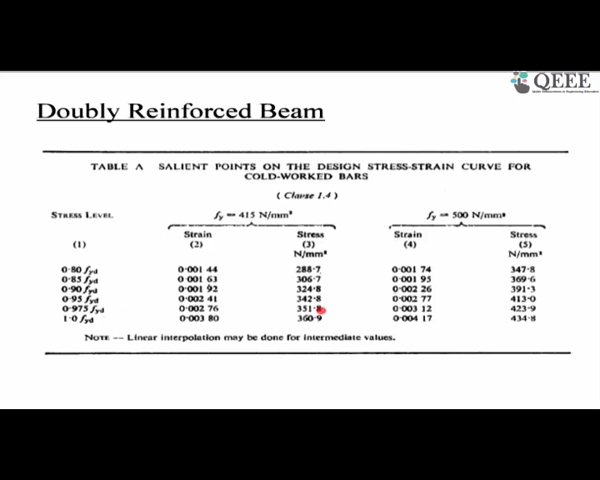 QEEE
Doubly Reinforced Beam
TABLE A SALIENT POINTS ON THE DESIGN STRESS-STRAIN CURVE FOR
COLD-WORKED BARS
( Clause 1.4 )
STRESS LEVEL fy = 415 N/mm² fy = 500 N/mm²
Strain Stress Strain Stress
(1) (2) (3) (4) (5)
N/mm² N/mm²
0·80 fyd 0·001 44 288·7 0·001 74 347·8
0·85 fyd 0·001 63 306·7 0·001 95 369·6
0·90 fyd 0·001 92 324·8 0·002 26 391·3
0·95 fyd 0·002 41 342·8 0·002 77 413·0
0·975 fyd 0·002 76 351·8 0·003 12 423·9
1·0 fyd 0·003 80 360·9 0·004 17 434·8
NOTE -- Linear interpolation may be done for intermediate values.